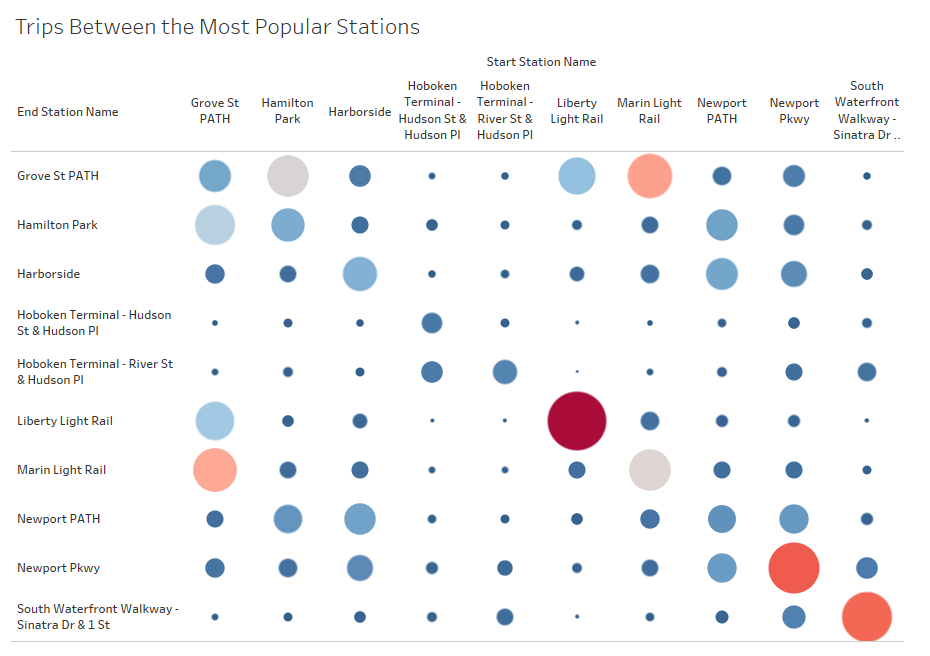 Trips Between the Most Popular Stations
Start Station Name
End Station Name
Grove St
PATH
Hamilton
Park
Harborside
Hoboken
Terminal -
Hudson St &
Hudson Pl
Hoboken
Terminal -
River St &
Hudson Pl
Liberty
Light Rail
Marin Light
Rail
Newport
PATH
Newport
Pkwy
South
Waterfront
Walkway -
Sinatra Dr ..
Grove St PATH
Hamilton Park
Harborside
Hoboken Terminal - Hudson
St & Hudson Pl
Hoboken Terminal - River St
& Hudson Pl
Liberty Light Rail
Marin Light Rail
Newport PATH
Newport Pkwy
South Waterfront Walkway -
Sinatra Dr & 1 St